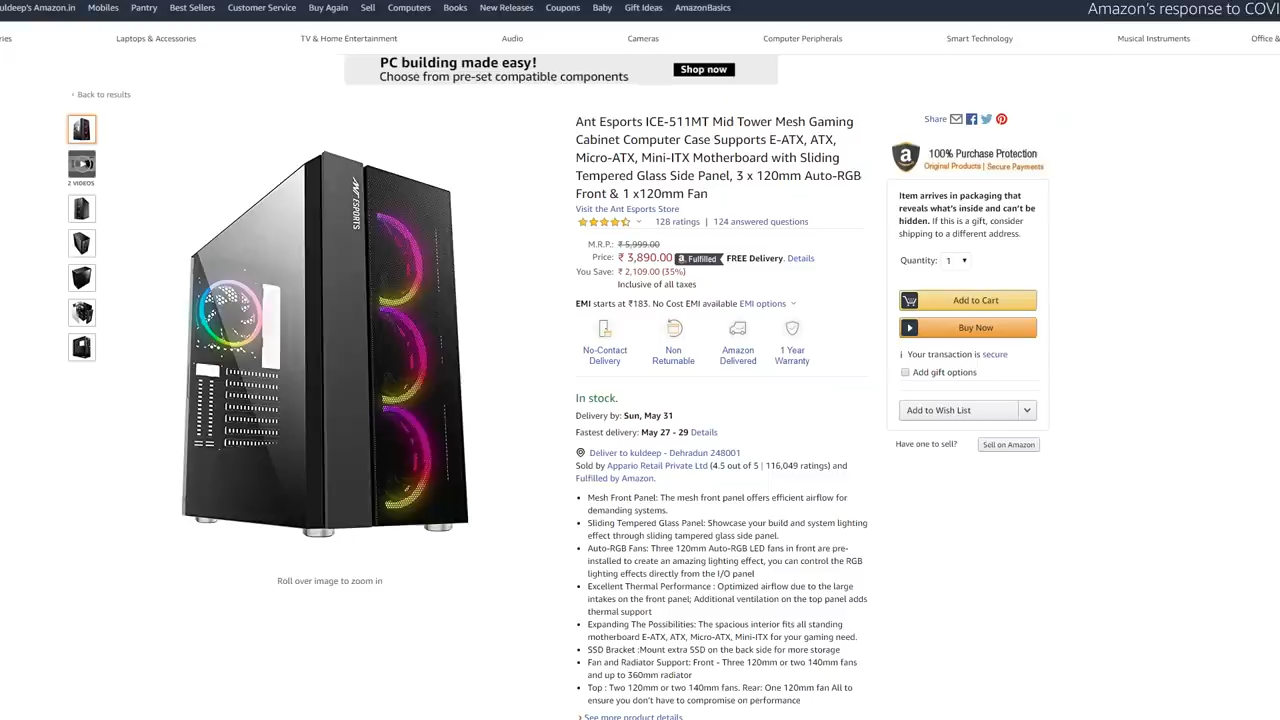 kuldeep's Amazon.in Mobiles Pantry Best Sellers Customer Service Buy Again Sell Computers Books New Releases Coupons Baby Gift Ideas AmazonBasics
Amazon's response to COVI
ries Laptops & Accessories TV & Home Entertainment Audio Cameras Computer Peripherals Smart Technology Musical Instruments Office &
PC building made easy!
Choose from pre-set compatible components
Shop now
‹ Back to results
2 VIDEOS
ANT ESPORTS
Roll over image to zoom in
Ant Esports ICE-511MT Mid Tower Mesh Gaming
Cabinet Computer Case Supports E-ATX, ATX,
Micro-ATX, Mini-ITX Motherboard with Sliding
Tempered Glass Side Panel, 3 x 120mm Auto-RGB
Front & 1 x120mm Fan
Visit the Ant Esports Store
128 ratings | 124 answered questions
M.R.P.: ₹ 5,999.00
Price: ₹ 3,890.00 a Fulfilled FREE Delivery. Details
You Save: ₹ 2,109.00 (35%)
Inclusive of all taxes
EMI starts at ₹183. No Cost EMI available EMI options
No-Contact Delivery
Non Returnable
Amazon Delivered
1 Year Warranty
In stock.
Delivery by: Sun, May 31
Fastest delivery: May 27 - 29 Details
Deliver to kuldeep - Dehradun 248001
Sold by Appario Retail Private Ltd (4.5 out of 5 | 116,049 ratings) and
Fulfilled by Amazon.
• Mesh Front Panel: The mesh front panel offers efficient airflow for
demanding systems.
• Sliding Tempered Glass Panel: Showcase your build and system lighting
effect through sliding tampered glass side panel.
• Auto-RGB Fans: Three 120mm Auto-RGB LED fans in front are pre-
installed to create an amazing lighting effect, you can control the RGB
lighting effects directly from the I/O panel
• Excellent Thermal Performance : Optimized airflow due to the large
intakes on the front panel; Additional ventilation on the top panel adds
thermal support
• Expanding The Possibilities: The spacious interior fits all standing
motherboard E-ATX, ATX, Micro-ATX, Mini-ITX for your gaming need.
• SSD Bracket :Mount extra SSD on the back side for more storage
• Fan and Radiator Support: Front - Three 120mm or two 140mm fans
and up to 360mm radiator
• Top : Two 120mm or two 140mm fans. Rear: One 120mm fan All to
ensure you don't have to compromise on performance
› See more product details
Share
a 100% Purchase Protection
Original Products | Secure Payments
Item arrives in packaging that
reveals what's inside and can't be
hidden. If this is a gift, consider
shipping to a different address.
Quantity: 1
Add to Cart
Buy Now
Your transaction is secure
Add gift options
Add to Wish List
Have one to sell? Sell on Amazon